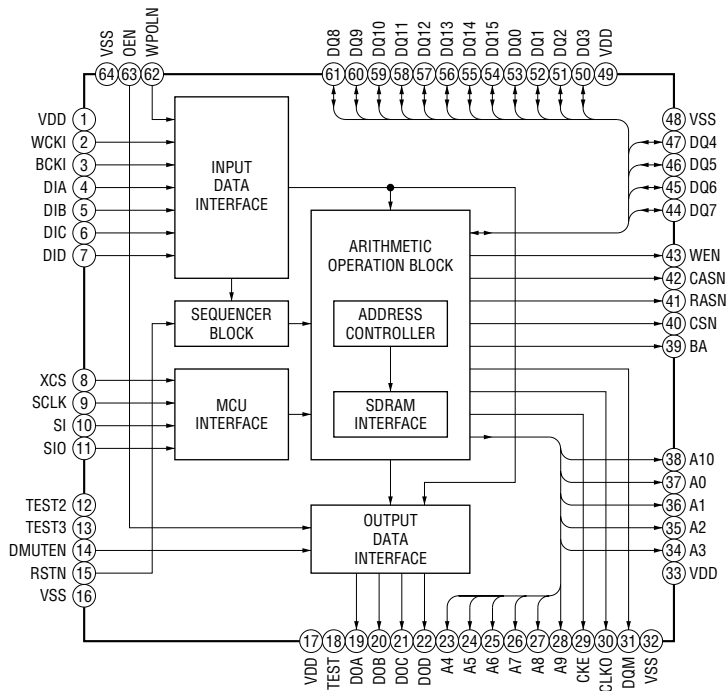 VSS
OEN
WPOLN
DQ8
DQ9
DQ10
DQ11
DQ12
DQ13
DQ14
DQ15
DQ0
DQ1
DQ2
DQ3
VDD
64 63 62
61 60 59 58 57 56 55 54 53 52 51 50 49
VDD 1
WCKI 2
BCKI 3
DIA 4
DIB 5
DIC 6
DID 7
INPUT
DATA
INTERFACE
48 VSS
47 DQ4
46 DQ5
45 DQ6
44 DQ7
ARITHMETIC
OPERATION BLOCK
43 WEN
42 CASN
41 RASN
40 CSN
39 BA
SEQUENCER
BLOCK
ADDRESS
CONTROLLER
XCS 8
SCLK 9
SI 10
SIO 11
MCU
INTERFACE
SDRAM
INTERFACE
38 A10
37 A0
36 A1
35 A2
34 A3
33 VDD
TEST2 12
TEST3 13
DMUTEN 14
RSTN 15
VSS 16
OUTPUT
DATA
INTERFACE
17 18 19 20 21 22 23 24 25 26 27 28 29 30 31 32
VDD
TEST
DOA
DOB
DOC
DOD
A4
A5
A6
A7
A8
A9
CKE
CLKO
DQM
VSS